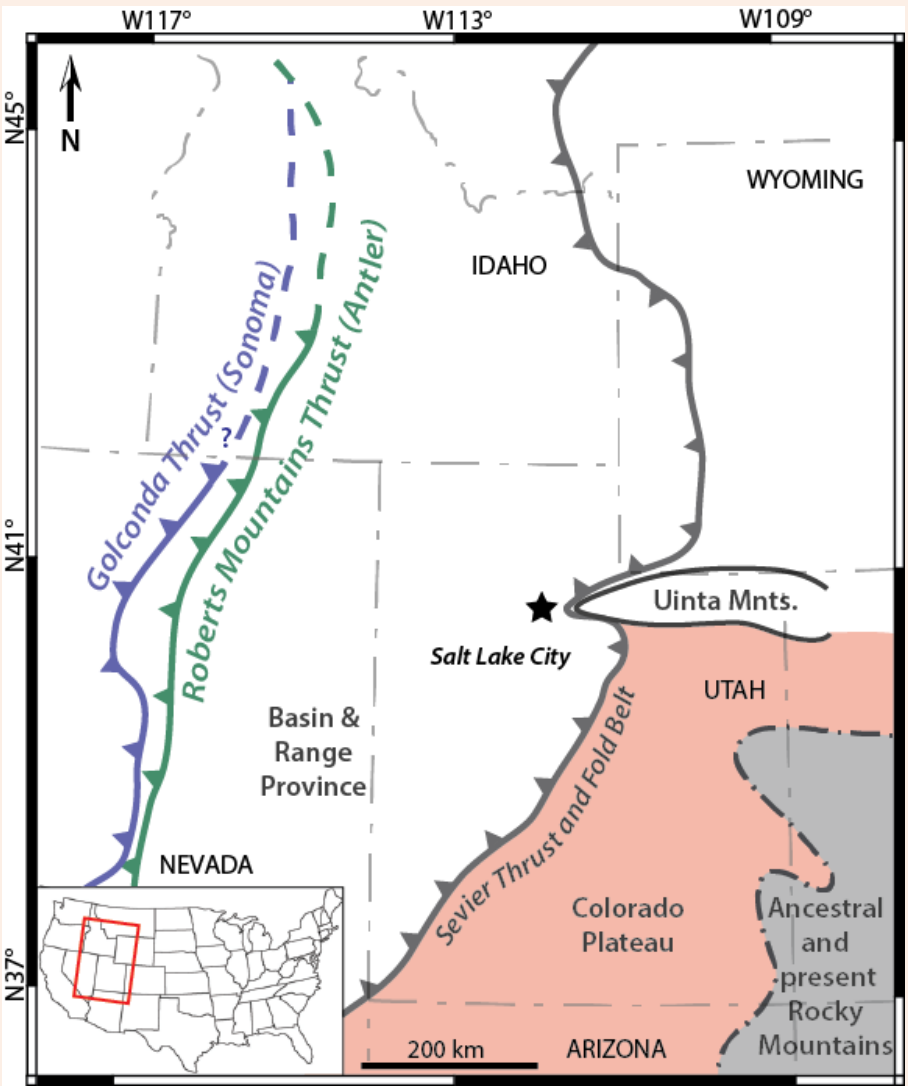 W117°
W113°
W109°
N45°
N
WYOMING
IDAHO
Golconda Thrust (Sonoma)
Roberts Mountains Thrust (Antler)
?
N41°
Uinta Mnts.
Salt Lake City
UTAH
Basin &
Range
Province
Sevier Thrust and Fold Belt
NEVADA
Colorado
Plateau
Ancestral
and
present
Rocky
Mountains
N37°
200 km
ARIZONA